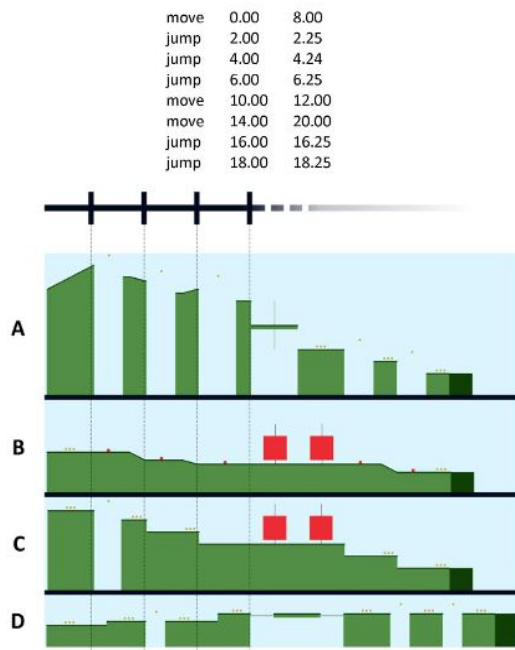 move 0.00 8.00
jump 2.00 2.25
jump 4.00 4.24
jump 6.00 6.25
move 10.00 12.00
move 14.00 20.00
jump 16.00 16.25
jump 18.00 18.25
A
B
C
D